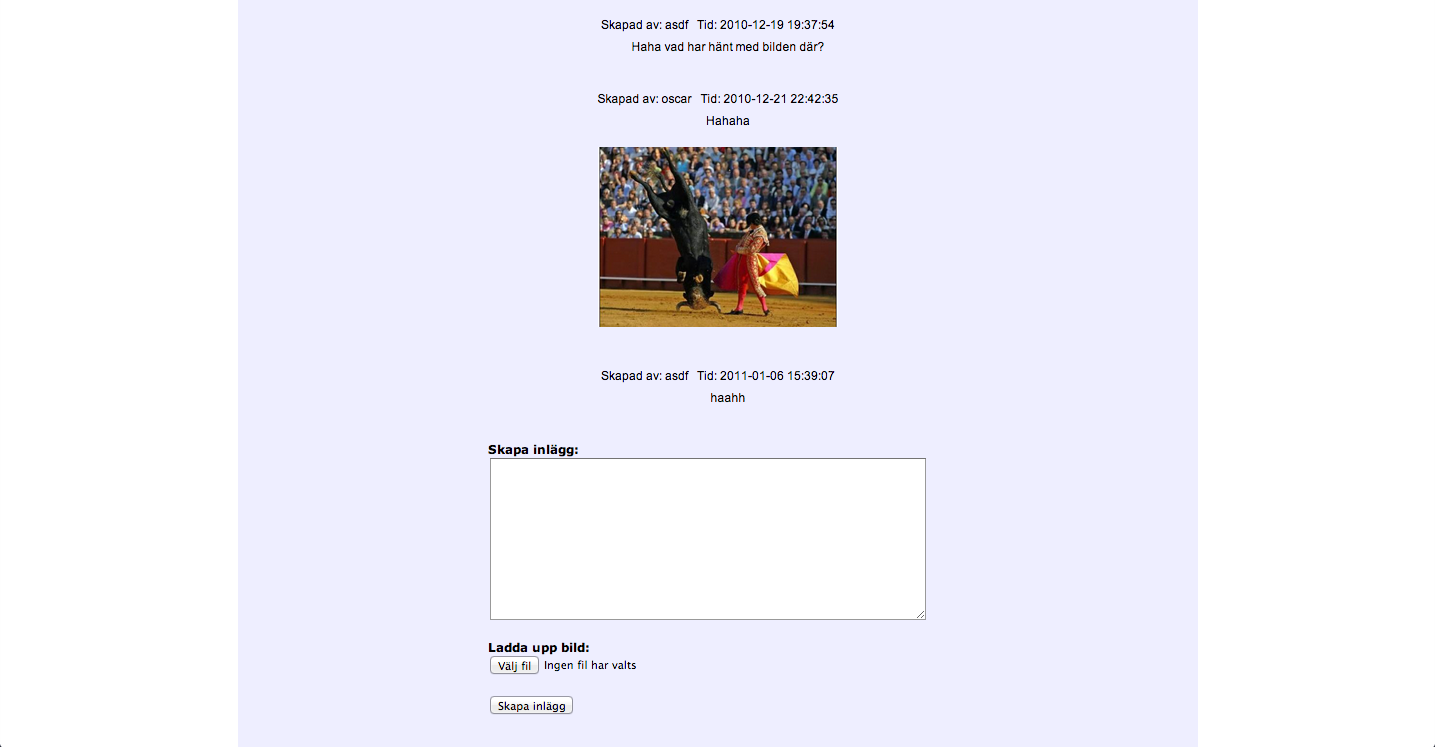 Skapad av: asdf Tid: 2010-12-19 19:37:54
Haha vad har hänt med bilden där?
Skapad av: oscar Tid: 2010-12-21 22:42:35
Hahaha
Skapad av: asdf Tid: 2011-01-06 15:39:07
haahh
Skapa inlägg:
Ladda upp bild:
Välj fil Ingen fil har valts
Skapa inlägg